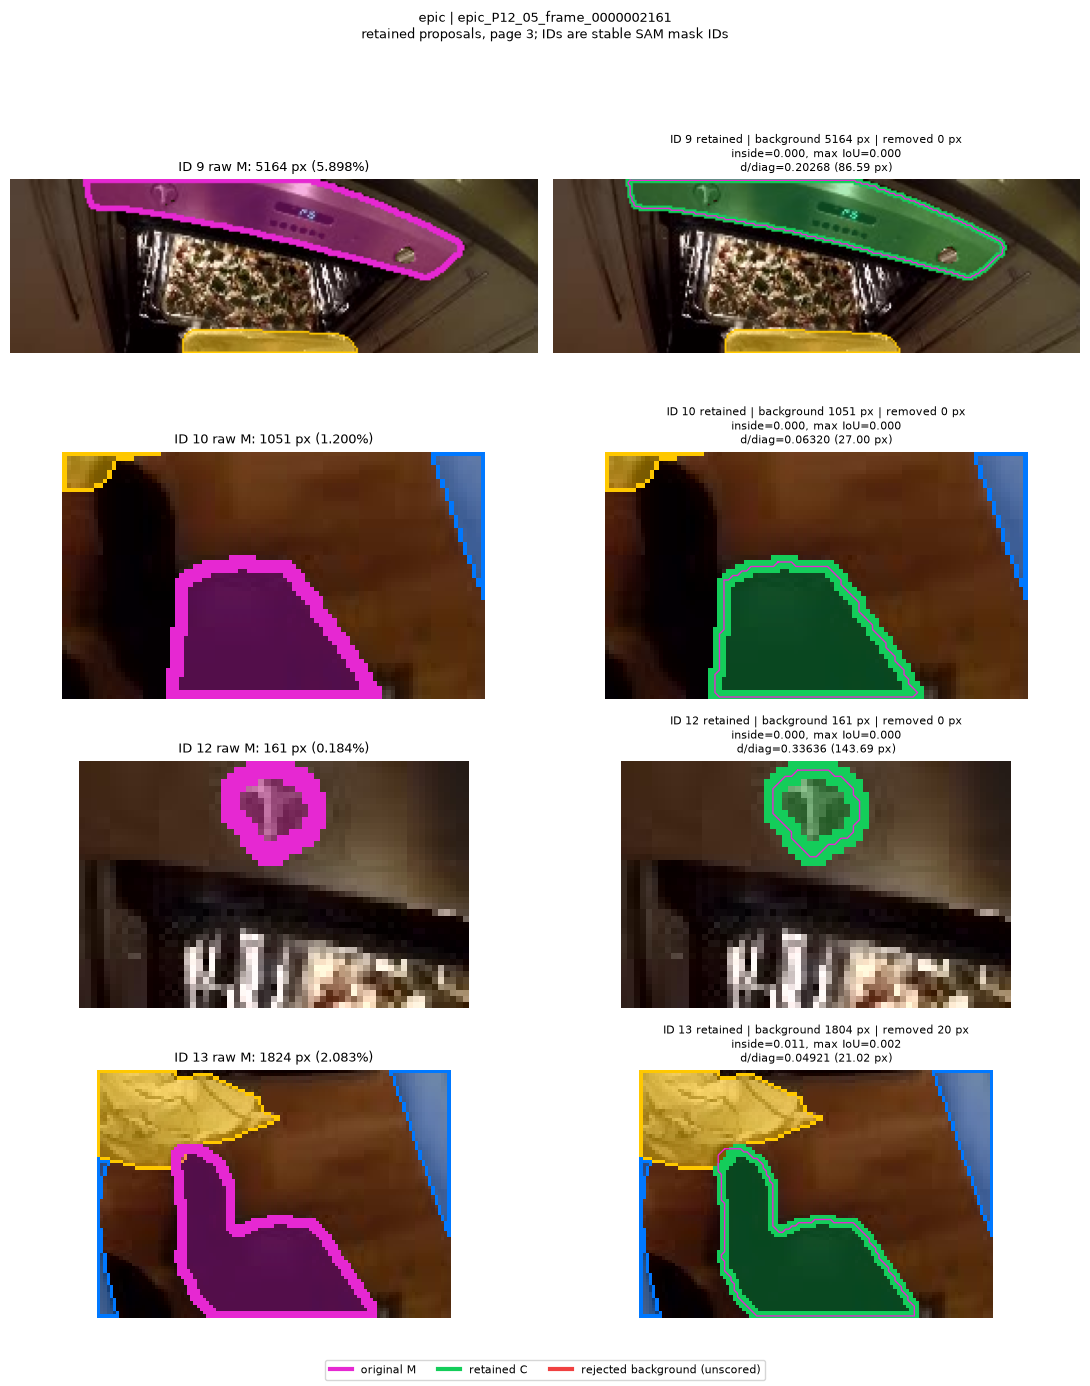 epic | epic_P12_05_frame_0000002161
retained proposals, page 3; IDs are stable SAM mask IDs
ID 9 raw M: 5164 px (5.898%)
ID 9 retained | background 5164 px | removed 0 px
inside=0.000, max IoU=0.000
d/diag=0.20268 (86.59 px)
ID 10 raw M: 1051 px (1.200%)
ID 10 retained | background 1051 px | removed 0 px
inside=0.000, max IoU=0.000
d/diag=0.06320 (27.00 px)
ID 12 raw M: 161 px (0.184%)
ID 12 retained | background 161 px | removed 0 px
inside=0.000, max IoU=0.000
d/diag=0.33636 (143.69 px)
ID 13 raw M: 1824 px (2.083%)
ID 13 retained | background 1804 px | removed 20 px
inside=0.011, max IoU=0.002
d/diag=0.04921 (21.02 px)
original M
retained C
rejected background (unscored)